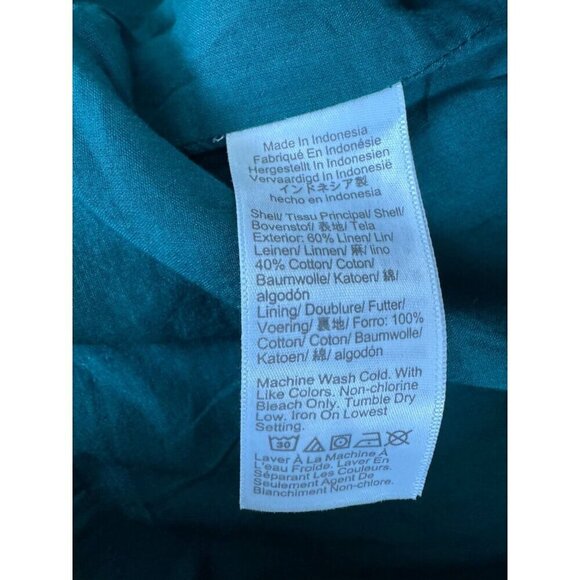 Made In Indonesia
Fabriqué En Indonésie
Hergestellt In Indonesien
Vervaardigd In Indonesië
インドネシア製
hecho en Indonesia
Shell/ Tissu Principal/ Shell/
Bovenstof/ 表地/ Tela
Exterior: 60% Linen/ Lin/
Leinen/ Linnen/ 麻/ lino
40% Cotton/ Coton/
Baumwolle/ Katoen/ 綿/
algodón
Lining/ Doublure/ Futter/
Voering/ 裏地/ Forro: 100%
Cotton/ Coton/ Baumwolle/
Katoen/ 綿/ algodón
Machine Wash Cold. With
Like Colors. Non-chlorine
Bleach Only. Tumble Dry
Low. Iron On Lowest
Setting.
30
Laver À La Machine À
L'eau Froide. Laver En
Séparant Les Couleurs.
Seulement Agent De
Blanchiment Non-chlore.